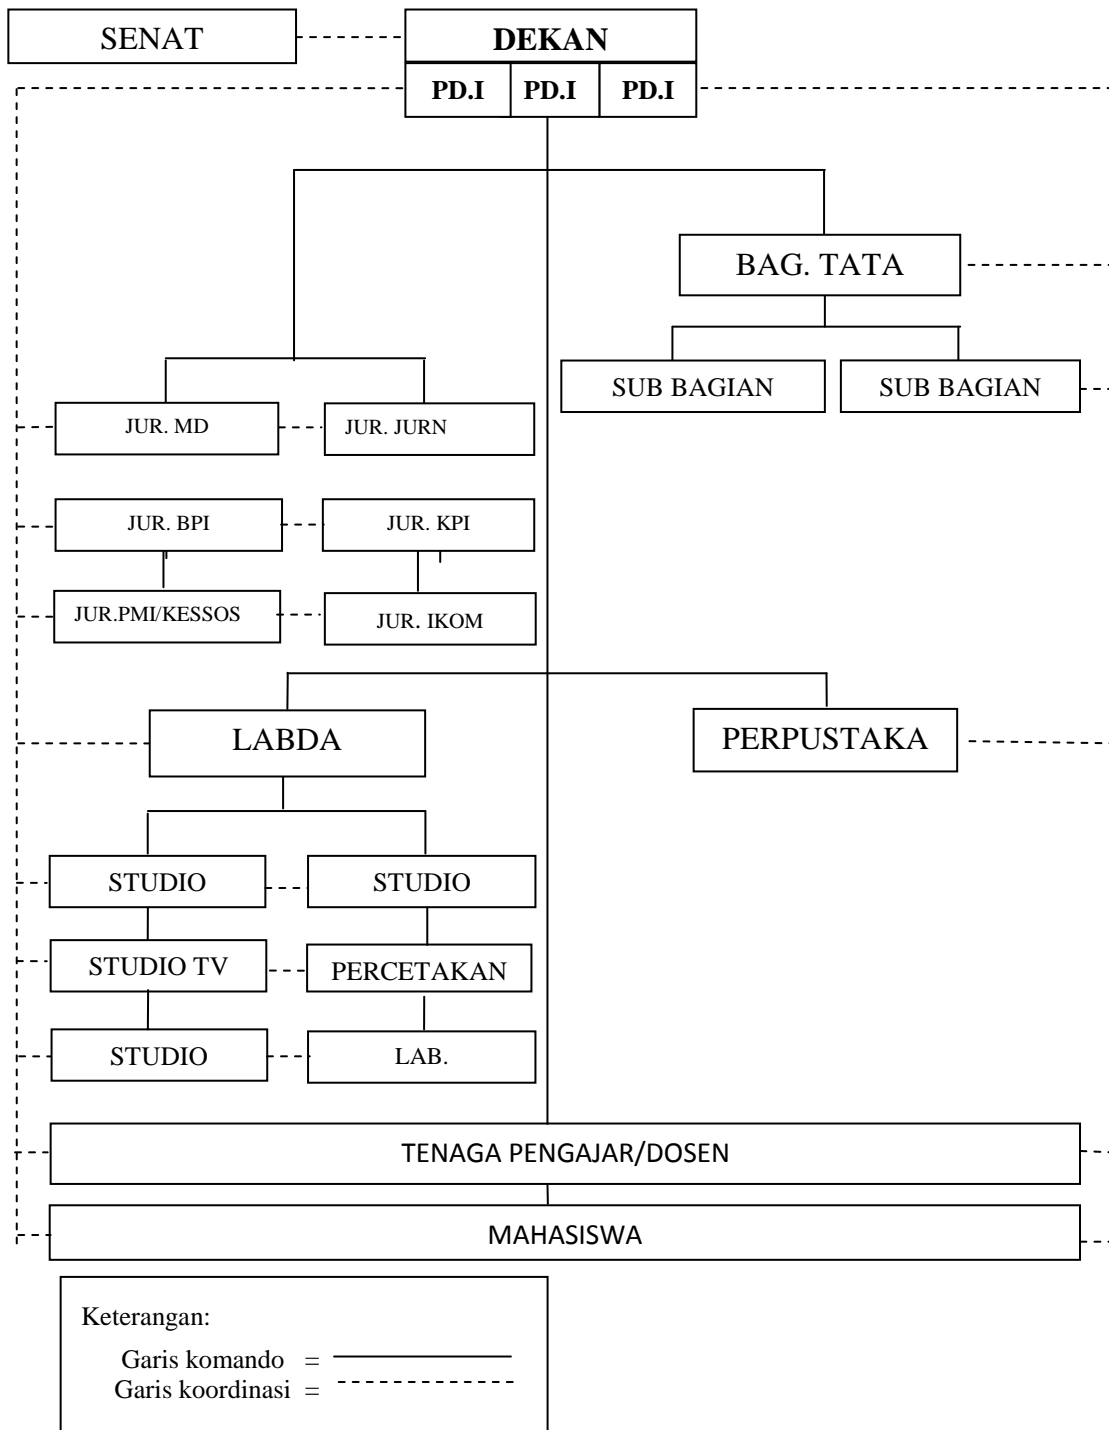 SENAT
DEKAN
PD.I PD.I PD.I
BAG. TATA
SUB BAGIAN SUB BAGIAN
JUR. MD JUR. JURN
JUR. BPI JUR. KPI
JUR.PMI/KESSOS JUR. IKOM
LABDA PERPUSTAKA
STUDIO STUDIO
STUDIO TV PERCETAKAN
STUDIO LAB.
TENAGA PENGAJAR/DOSEN
MAHASISWA
Keterangan:
Garis komando =
Garis koordinasi =